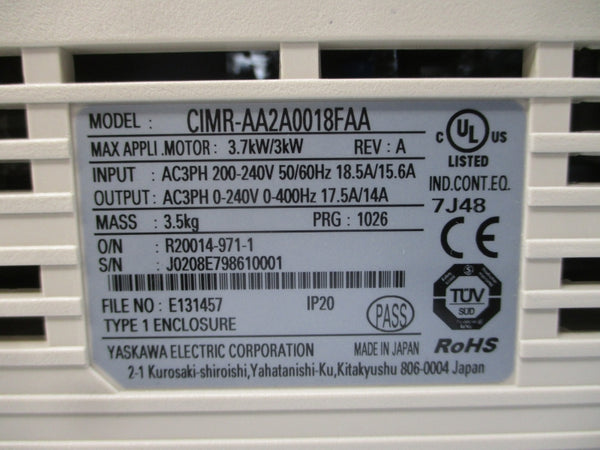 MODEL : CIMR-AA2A0018FAA
MAX APPLI .MOTOR : 3.7kW/3kW REV : A
INPUT : AC3PH 200-240V 50/60Hz 18.5A/15.6A
OUTPUT : AC3PH 0-240V 0-400Hz 17.5A/14A
MASS : 3.5kg PRG : 1026
O/N : R20014-971-1
S/N : J0208E798610001
FILE NO : E131457 IP20
TYPE 1 ENCLOSURE
PASS
YASKAWA ELECTRIC CORPORATION MADE IN JAPAN
2-1 Kurosaki-shiroishi,Yahatanishi-Ku,Kitakyushu 806-0004 Japan
C UL US
LISTED
IND.CONT.EQ.
7J48
CE
TÜV
SÜD
RoHS